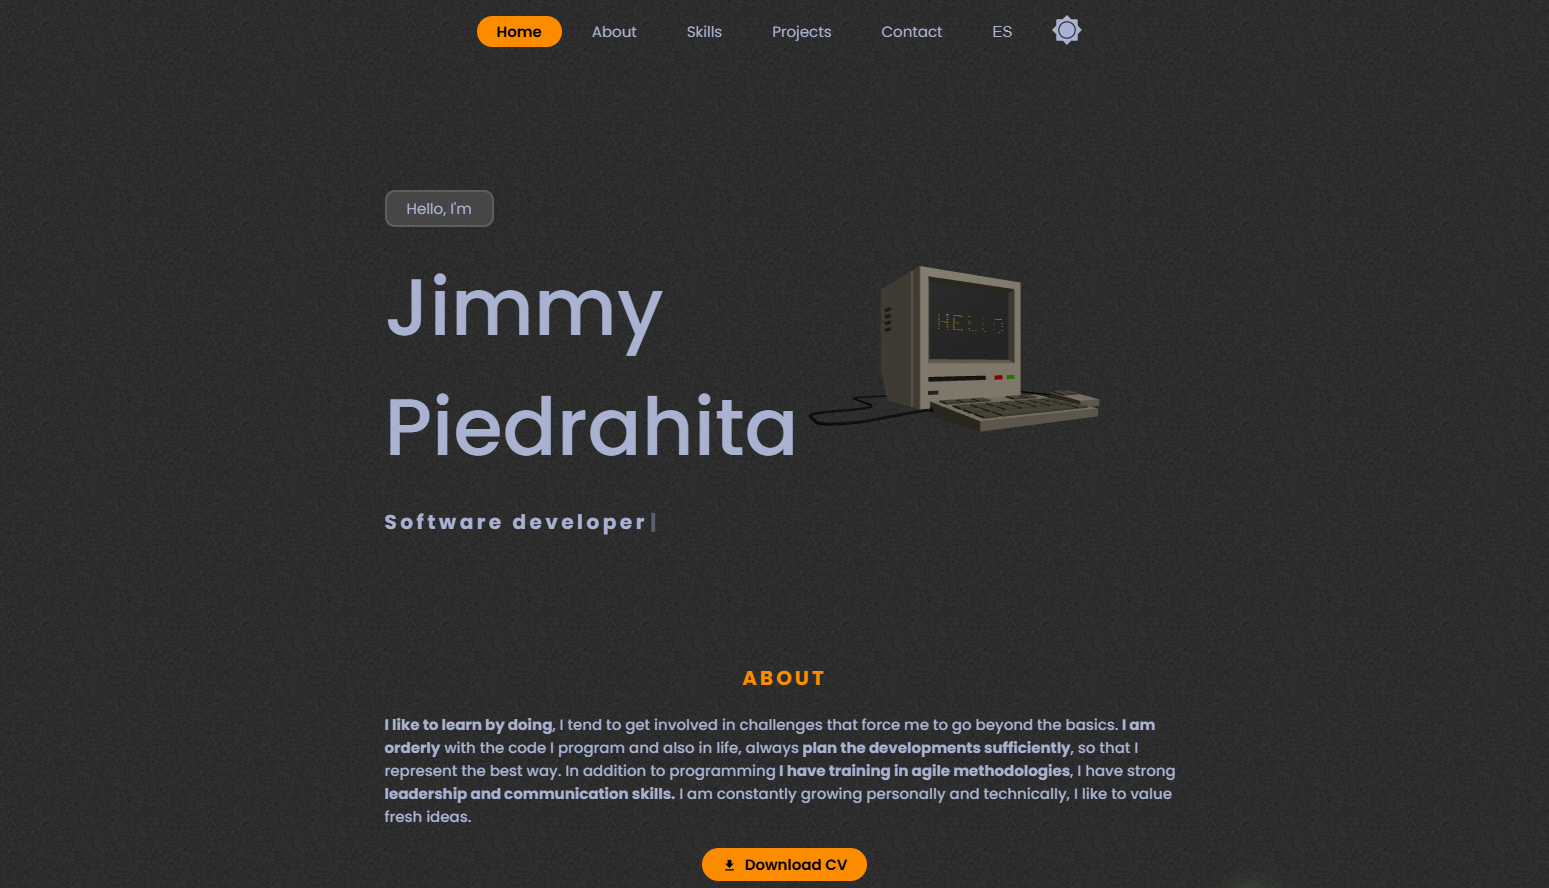 Home About Skills Projects Contact ES
Hello, I'm
Jimmy
Piedrahita
HELLO
Software developer
ABOUT
I like to learn by doing, I tend to get involved in challenges that force me to go beyond the basics. I am
orderly with the code I program and also in life, always plan the developments sufficiently, so that I
represent the best way. In addition to programming I have training in agile methodologies, I have strong
leadership and communication skills. I am constantly growing personally and technically, I like to value
fresh ideas.
Download CV